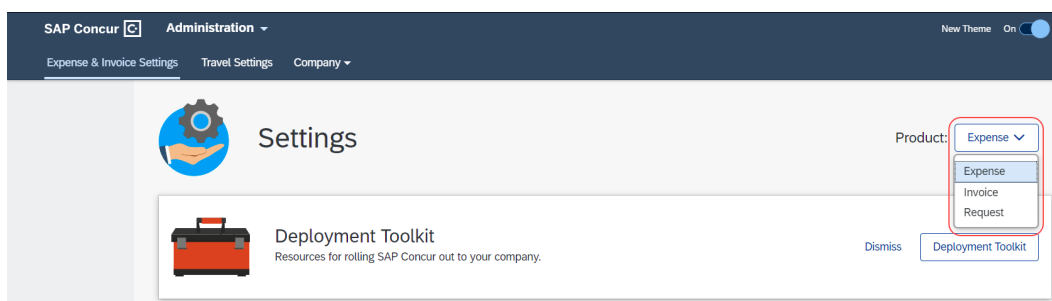 SAP Concur C Administration New Theme On
Expense & Invoice Settings Travel Settings Company
Settings
Product: Expense
Expense
Invoice
Request
Deployment Toolkit
Resources for rolling SAP Concur out to your company.
Dismiss Deployment Toolkit